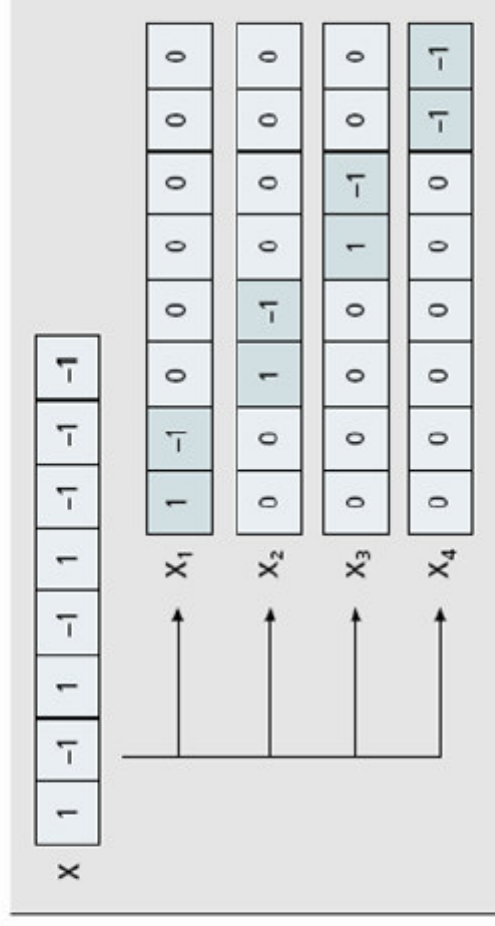 X 1 –1 1 –1 1 –1 –1 –1
X₁ 1 –1 0 0 0 0 0 0
X₂ 0 0 1 –1 0 0 0 0
X₃ 0 0 0 0 1 –1 0 0
X₄ 0 0 0 0 0 0 –1 –1